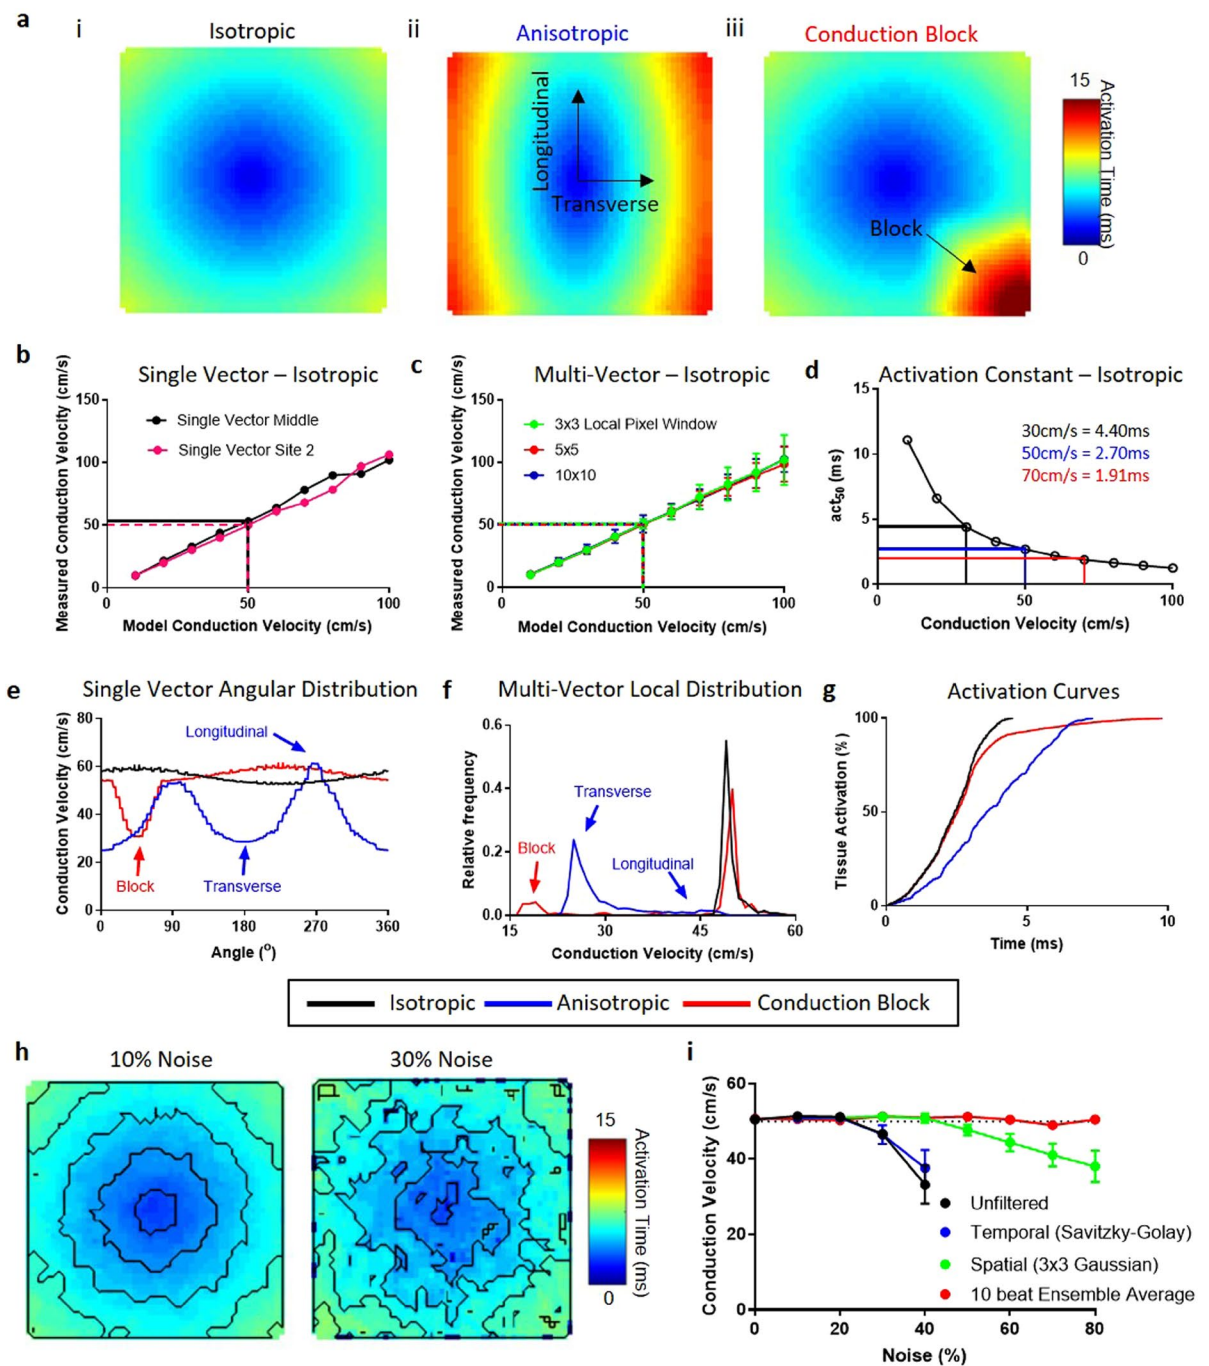 a
i
Isotropic
ii
Anisotropic
iii
Conduction Block
Longitudinal
Transverse
Block
15
Activation Time (ms)
0
b
Single Vector – Isotropic
Measured Conduction Velocity (cm/s)
150
100
50
0
Single Vector Middle
Single Vector Site 2
0 50 100
Model Conduction Velocity (cm/s)
c
Multi-Vector – Isotropic
Measured Conduction Velocity (cm/s)
150
100
50
0
3x3 Local Pixel Window
5x5
10x10
0 50 100
Model Conduction Velocity (cm/s)
d
Activation Constant – Isotropic
act50 (ms)
15
10
5
0
30cm/s = 4.40ms
50cm/s = 2.70ms
70cm/s = 1.91ms
0 50 100
Conduction Velocity (cm/s)
e
Single Vector Angular Distribution
Conduction Velocity (cm/s)
80
60
40
20
0
Longitudinal
Block
Transverse
0 90 180 270 360
Angle (o)
f
Multi-Vector Local Distribution
Relative frequency
0.6
0.4
0.2
0.0
Transverse
Block
Longitudinal
15 30 45 60
Conduction Velocity (cm/s)
g
Activation Curves
Tissue Activation (%)
100
50
0
0 5 10
Time (ms)
Isotropic Anisotropic Conduction Block
h
10% Noise
30% Noise
15
Activation Time (ms)
0
i
Conduction Velocity (cm/s)
60
40
20
0
Unfiltered
Temporal (Savitzky-Golay)
Spatial (3x3 Gaussian)
10 beat Ensemble Average
0 20 40 60 80
Noise (%)